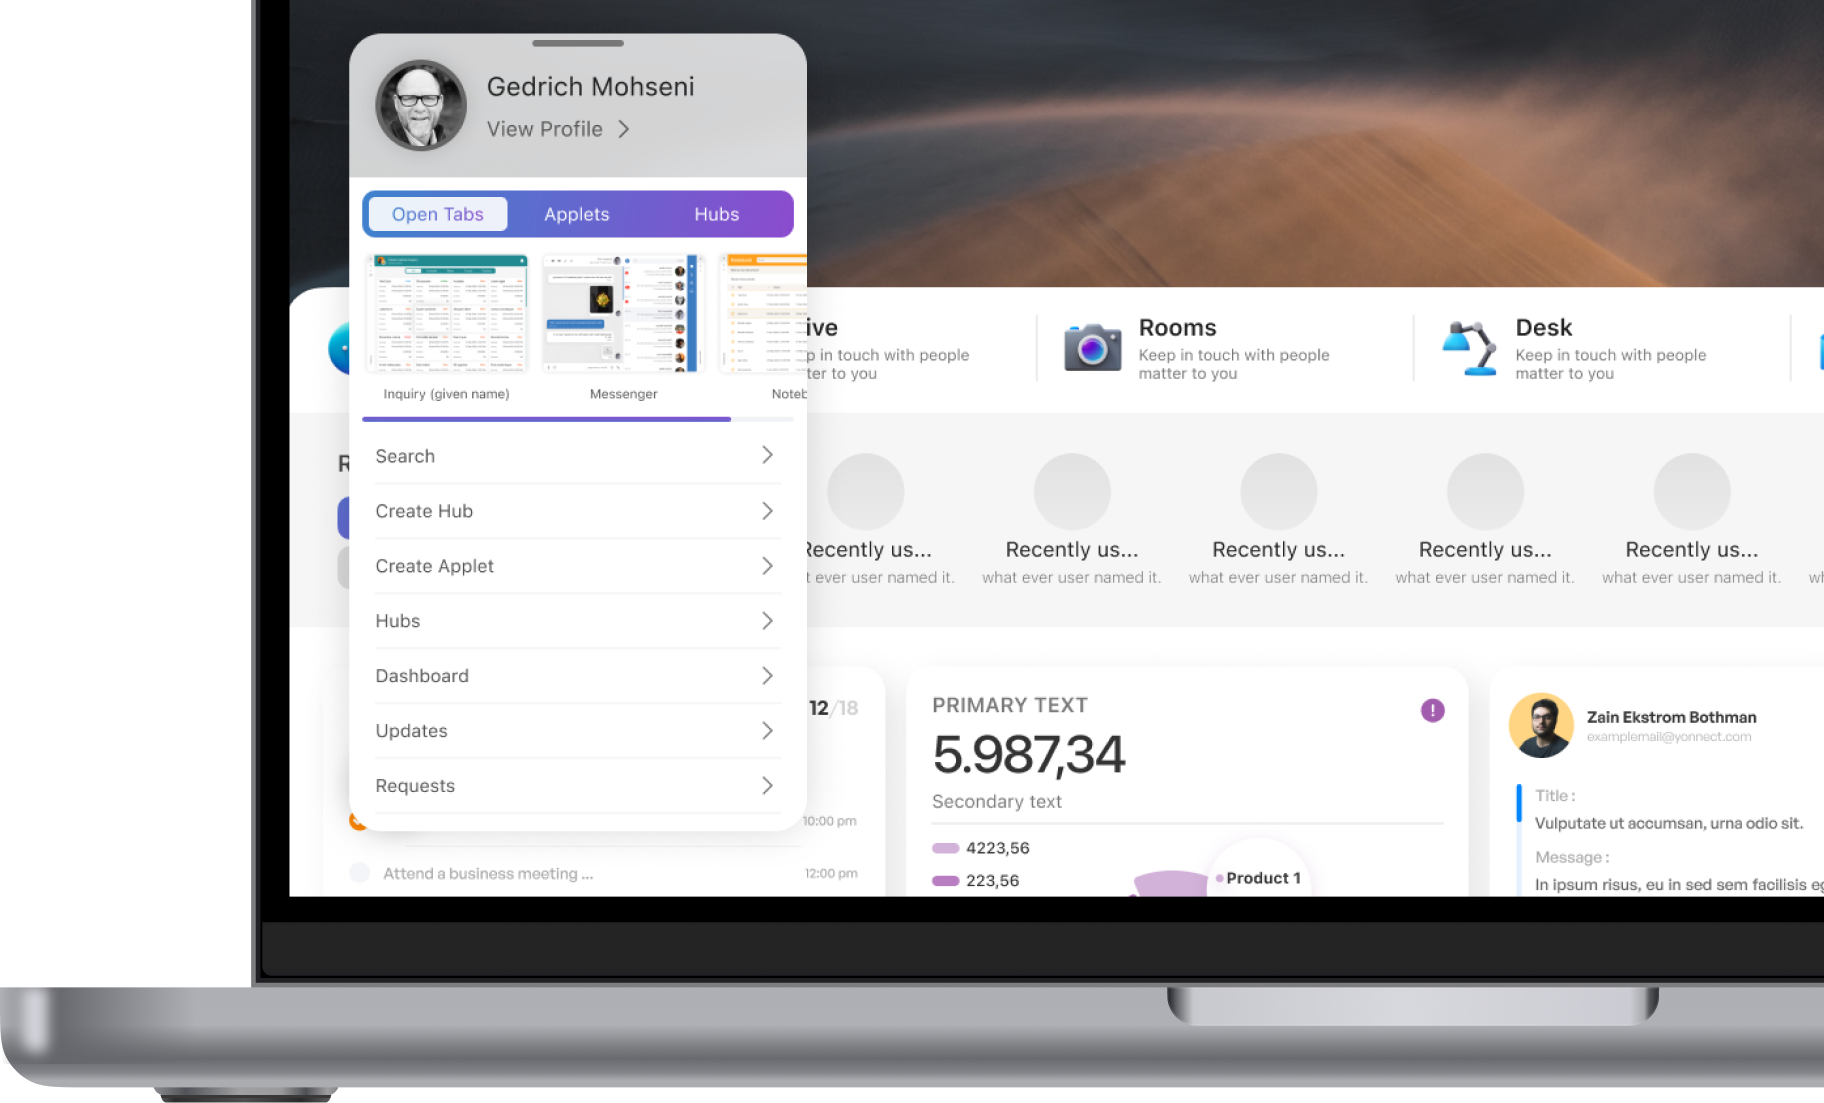 Gedrich Mohseni
View Profile
Open Tabs
Applets
Hubs
Inquiry (given name)
Messenger
Noteb
Search
Create Hub
Create Applet
Hubs
Dashboard
Updates
Requests
ive
p in touch with people
ter to you
Rooms
Keep in touch with people
matter to you
Desk
Keep in touch with people
matter to you
R
Recently us...
t ever user named it.
Recently us...
what ever user named it.
Recently us...
what ever user named it.
Recently us...
what ever user named it.
Recently us...
what ever user named it.
wh
12/18
10:00 pm
Attend a business meeting ...
12:00 pm
PRIMARY TEXT
5.987,34
Secondary text
4223,56
223,56
Product 1
Zain Ekstrom Bothman
examplemail@yonnect.com
Title :
Vulputate ut accumsan, urna odio sit.
Message :
In ipsum risus, eu in sed sem facilisis eg